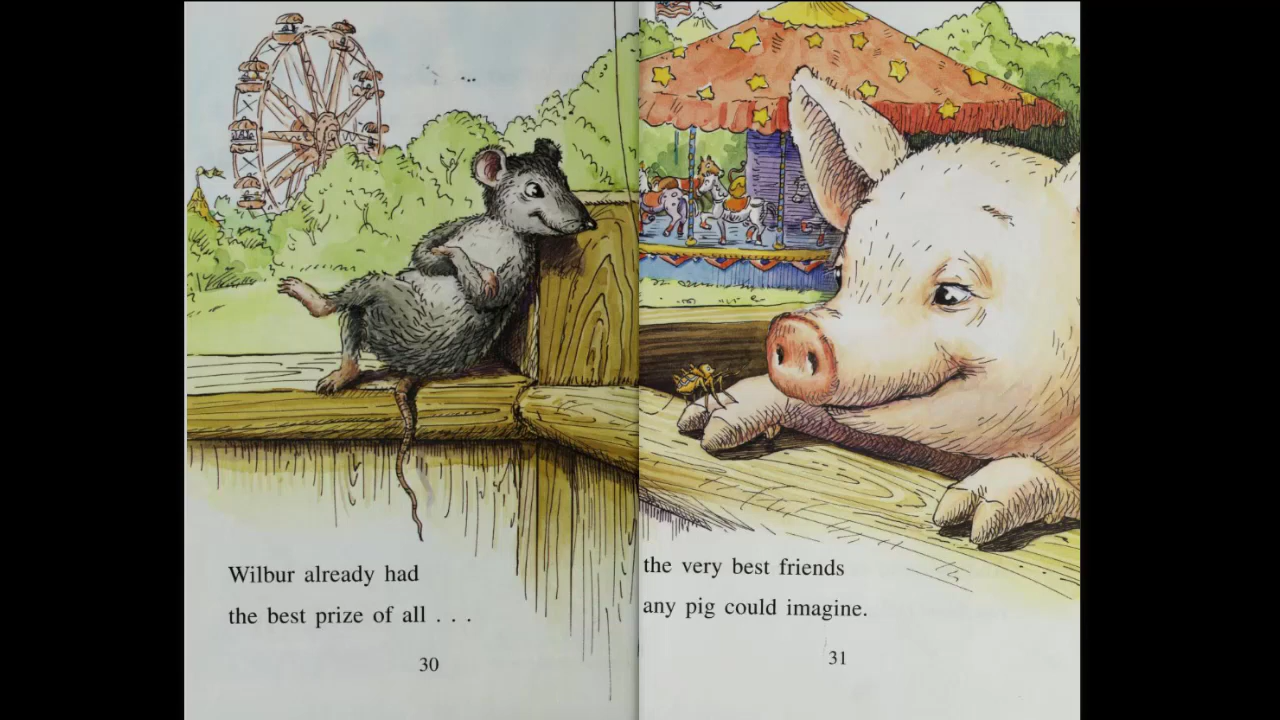 Wilbur already had
the best prize of all . . .
30
the very best friends
any pig could imagine.
31